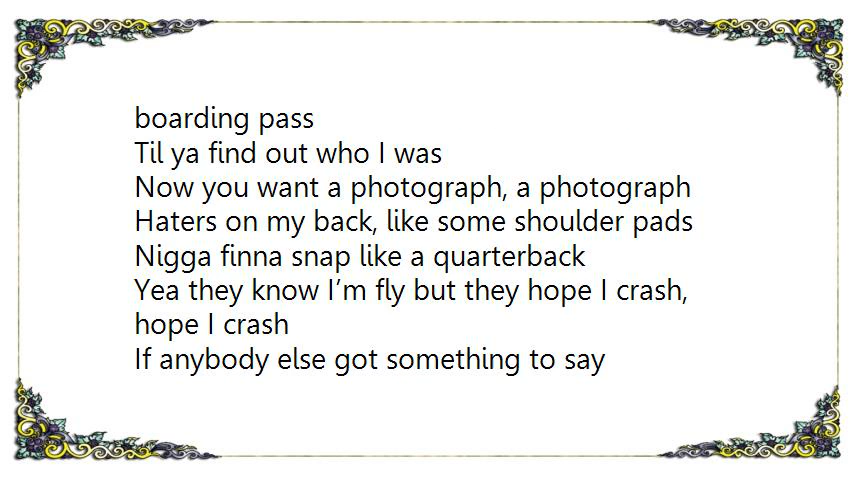 boarding pass
Til ya find out who I was
Now you want a photograph, a photograph
Haters on my back, like some shoulder pads
Nigga finna snap like a quarterback
Yea they know I’m fly but they hope I crash,
hope I crash
If anybody else got something to say